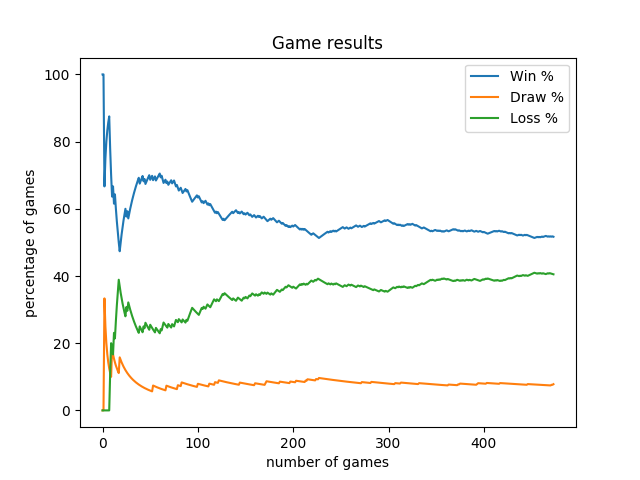 Game results
Win %
Draw %
Loss %
percentage of games
100
80
60
40
20
0
0 100 200 300 400
number of games